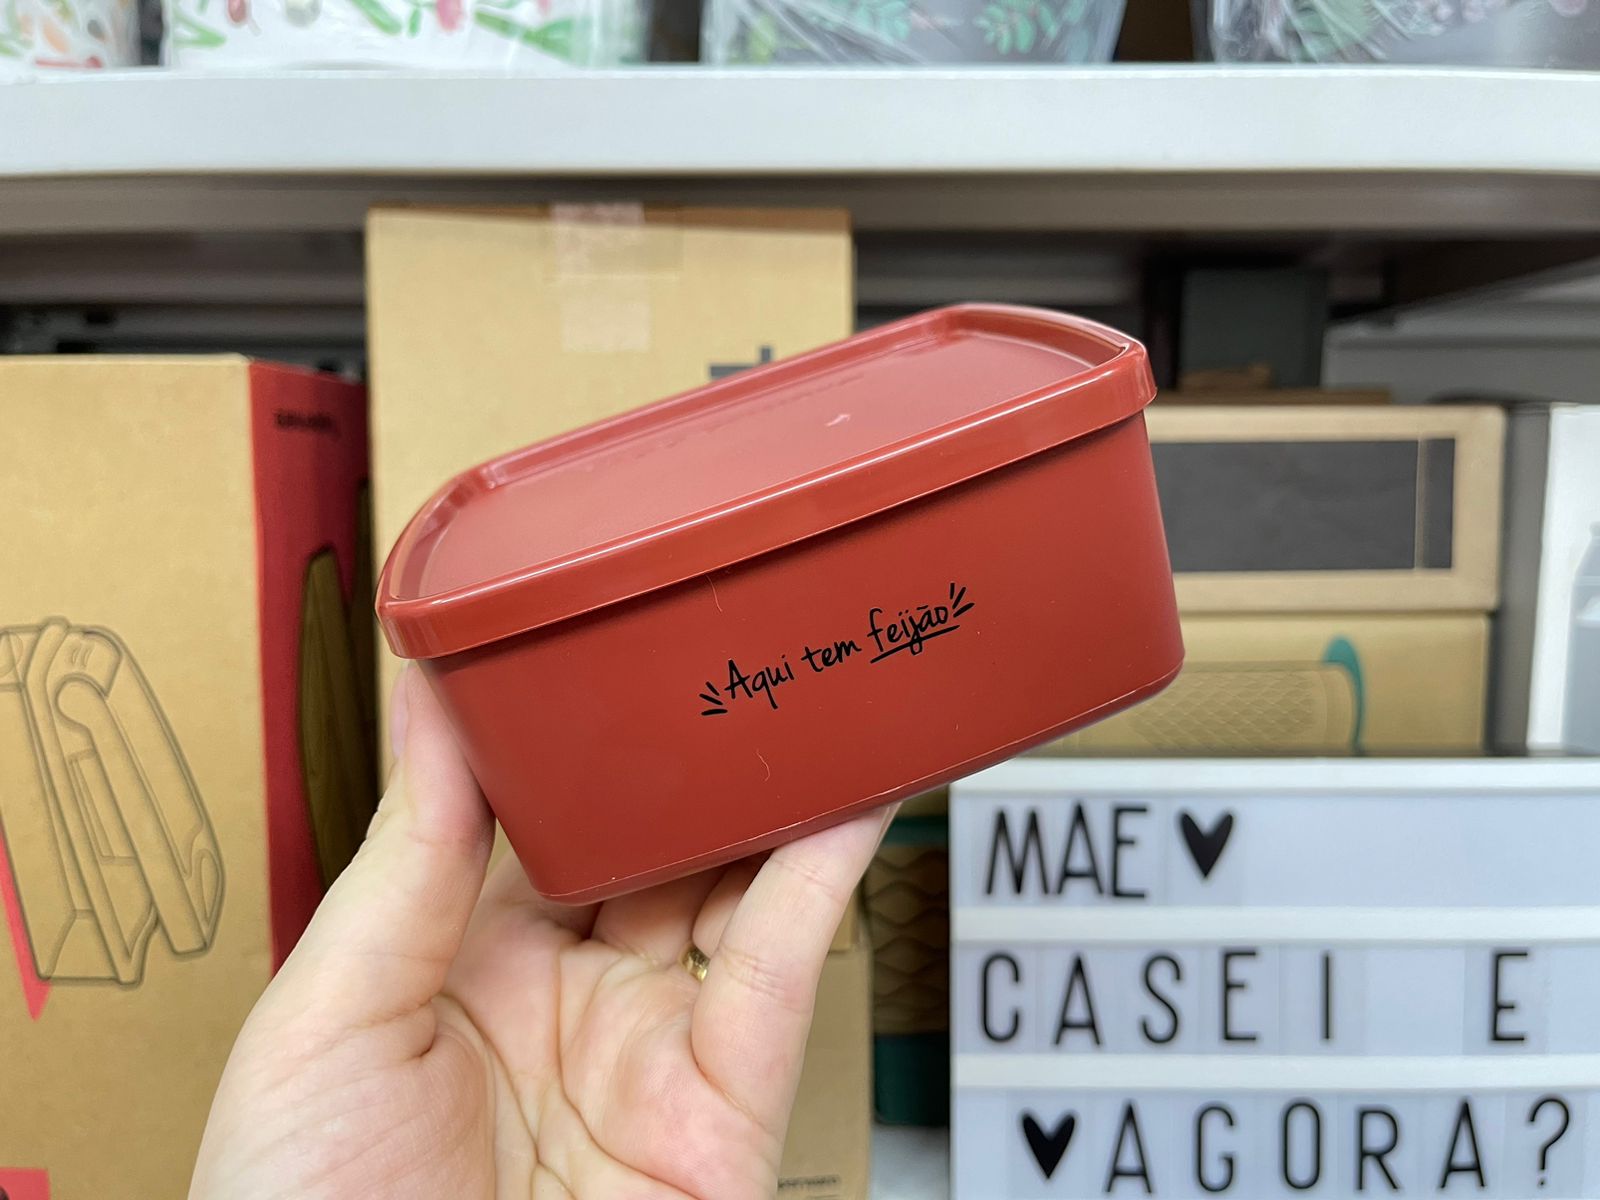 Aqui tem feijão
MAE♥
CASEI E
♥AGORA?